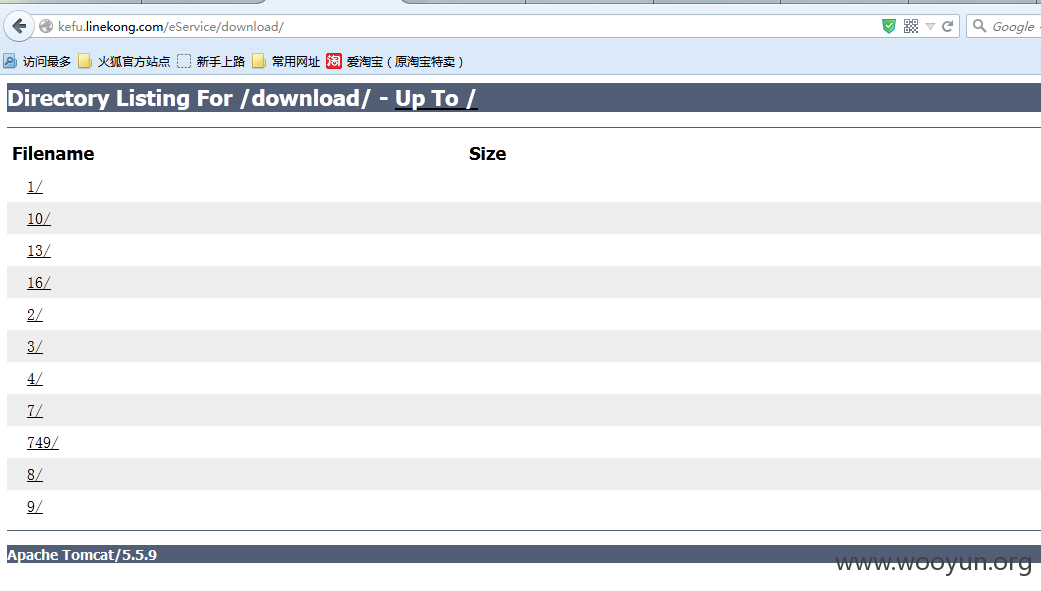 kefu.linekong.com/eService/download/
Google
访问最多 火狐官方站点 新手上路 常用网址 淘 爱淘宝（原淘宝特卖）
Directory Listing For /download/ - Up To /
Filename Size
1/
10/
13/
16/
2/
3/
4/
7/
749/
8/
9/
Apache Tomcat/5.5.9
www.wooyun.org